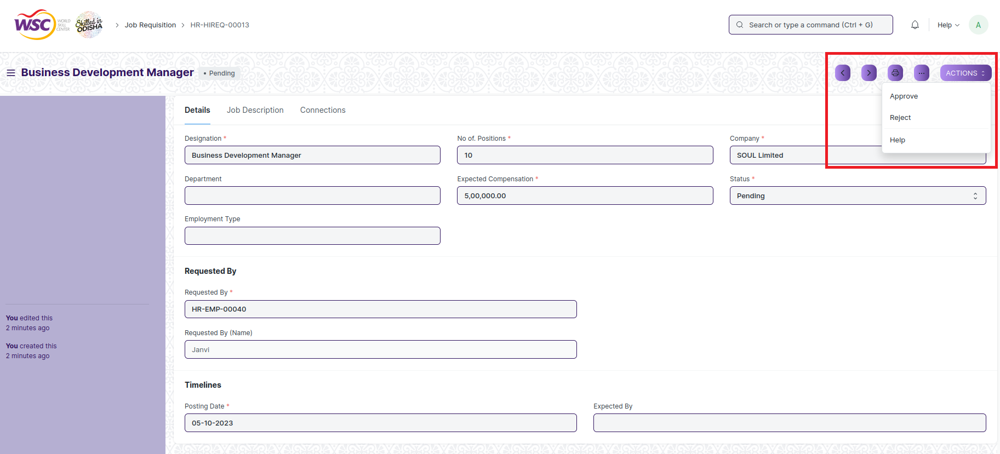 WSC WORLD SKILL CENTER Skilled in ODISHA > Job Requisition > HR-HIREQ-00013 Search or type a command (Ctrl + G) Help A
Business Development Manager • Pending ... ACTIONS
Approve
Reject
Help
Details Job Description Connections
Designation * No of. Positions * Company *
Business Development Manager 10 SOUL Limited
Department Expected Compensation * Status *
5,00,000.00 Pending
Employment Type
Requested By
Requested By *
HR-EMP-00040
Requested By (Name)
Janvi
You edited this
2 minutes ago
You created this
2 minutes ago
Timelines
Posting Date * Expected By
05-10-2023